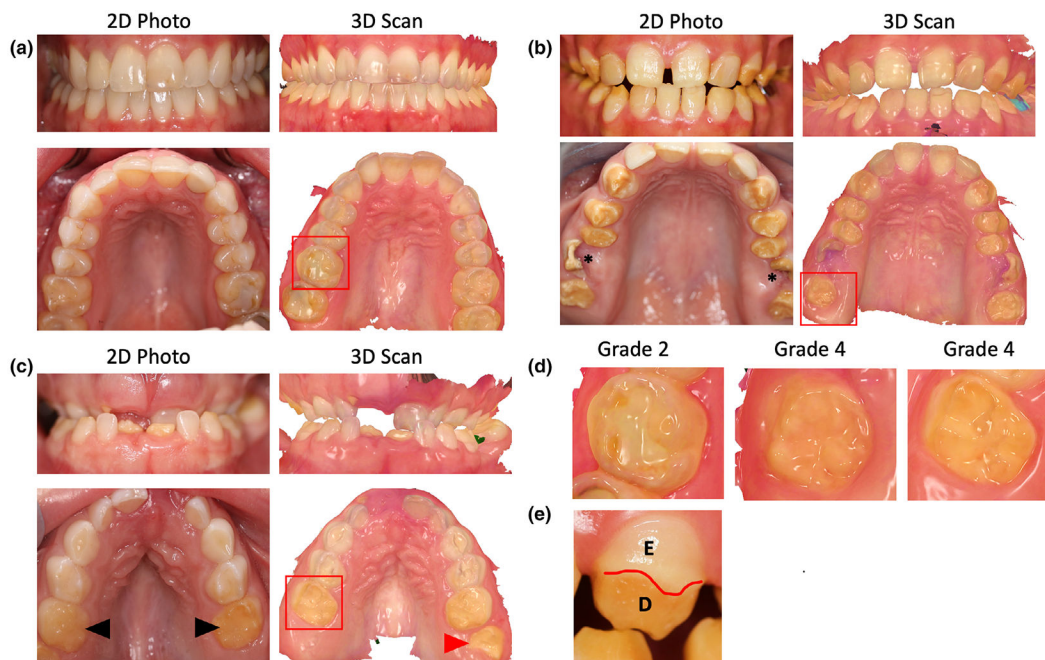 2D Photo 3D Scan
(a)
2D Photo 3D Scan
(b)
*
*
2D Photo 3D Scan
(c)
Grade 2 Grade 4 Grade 4
(d)
(e)
E
D